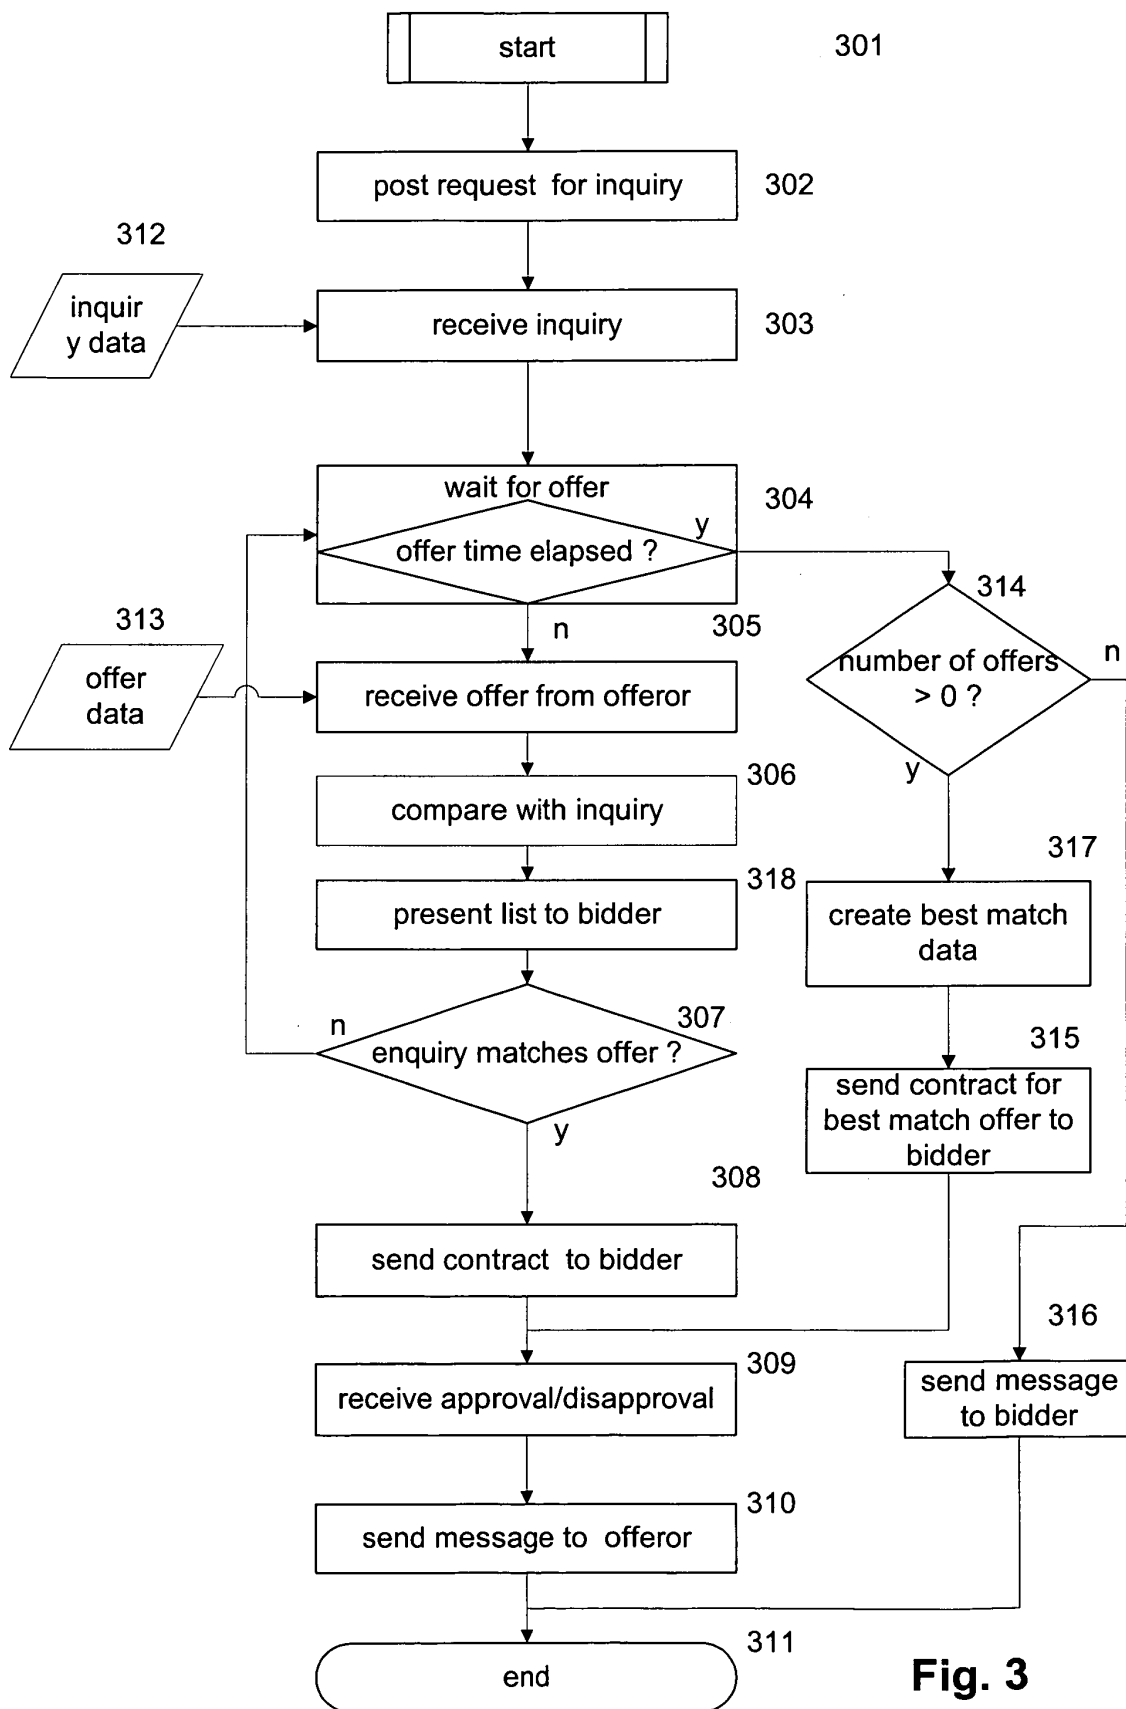 start
301
post request for inquiry
302
312
inquir
y data
receive inquiry
303
wait for offer
304
offer time elapsed ?
y
314
313
n
305
number of offers
> 0 ?
n
offer
data
receive offer from offeror
y
306
compare with inquiry
317
318
present list to bidder
create best match
data
n
307
enquiry matches offer ?
315
send contract for
best match offer to
bidder
y
308
send contract to bidder
316
309
receive approval/disapproval
send message
to bidder
310
send message to offeror
311
end
Fig. 3